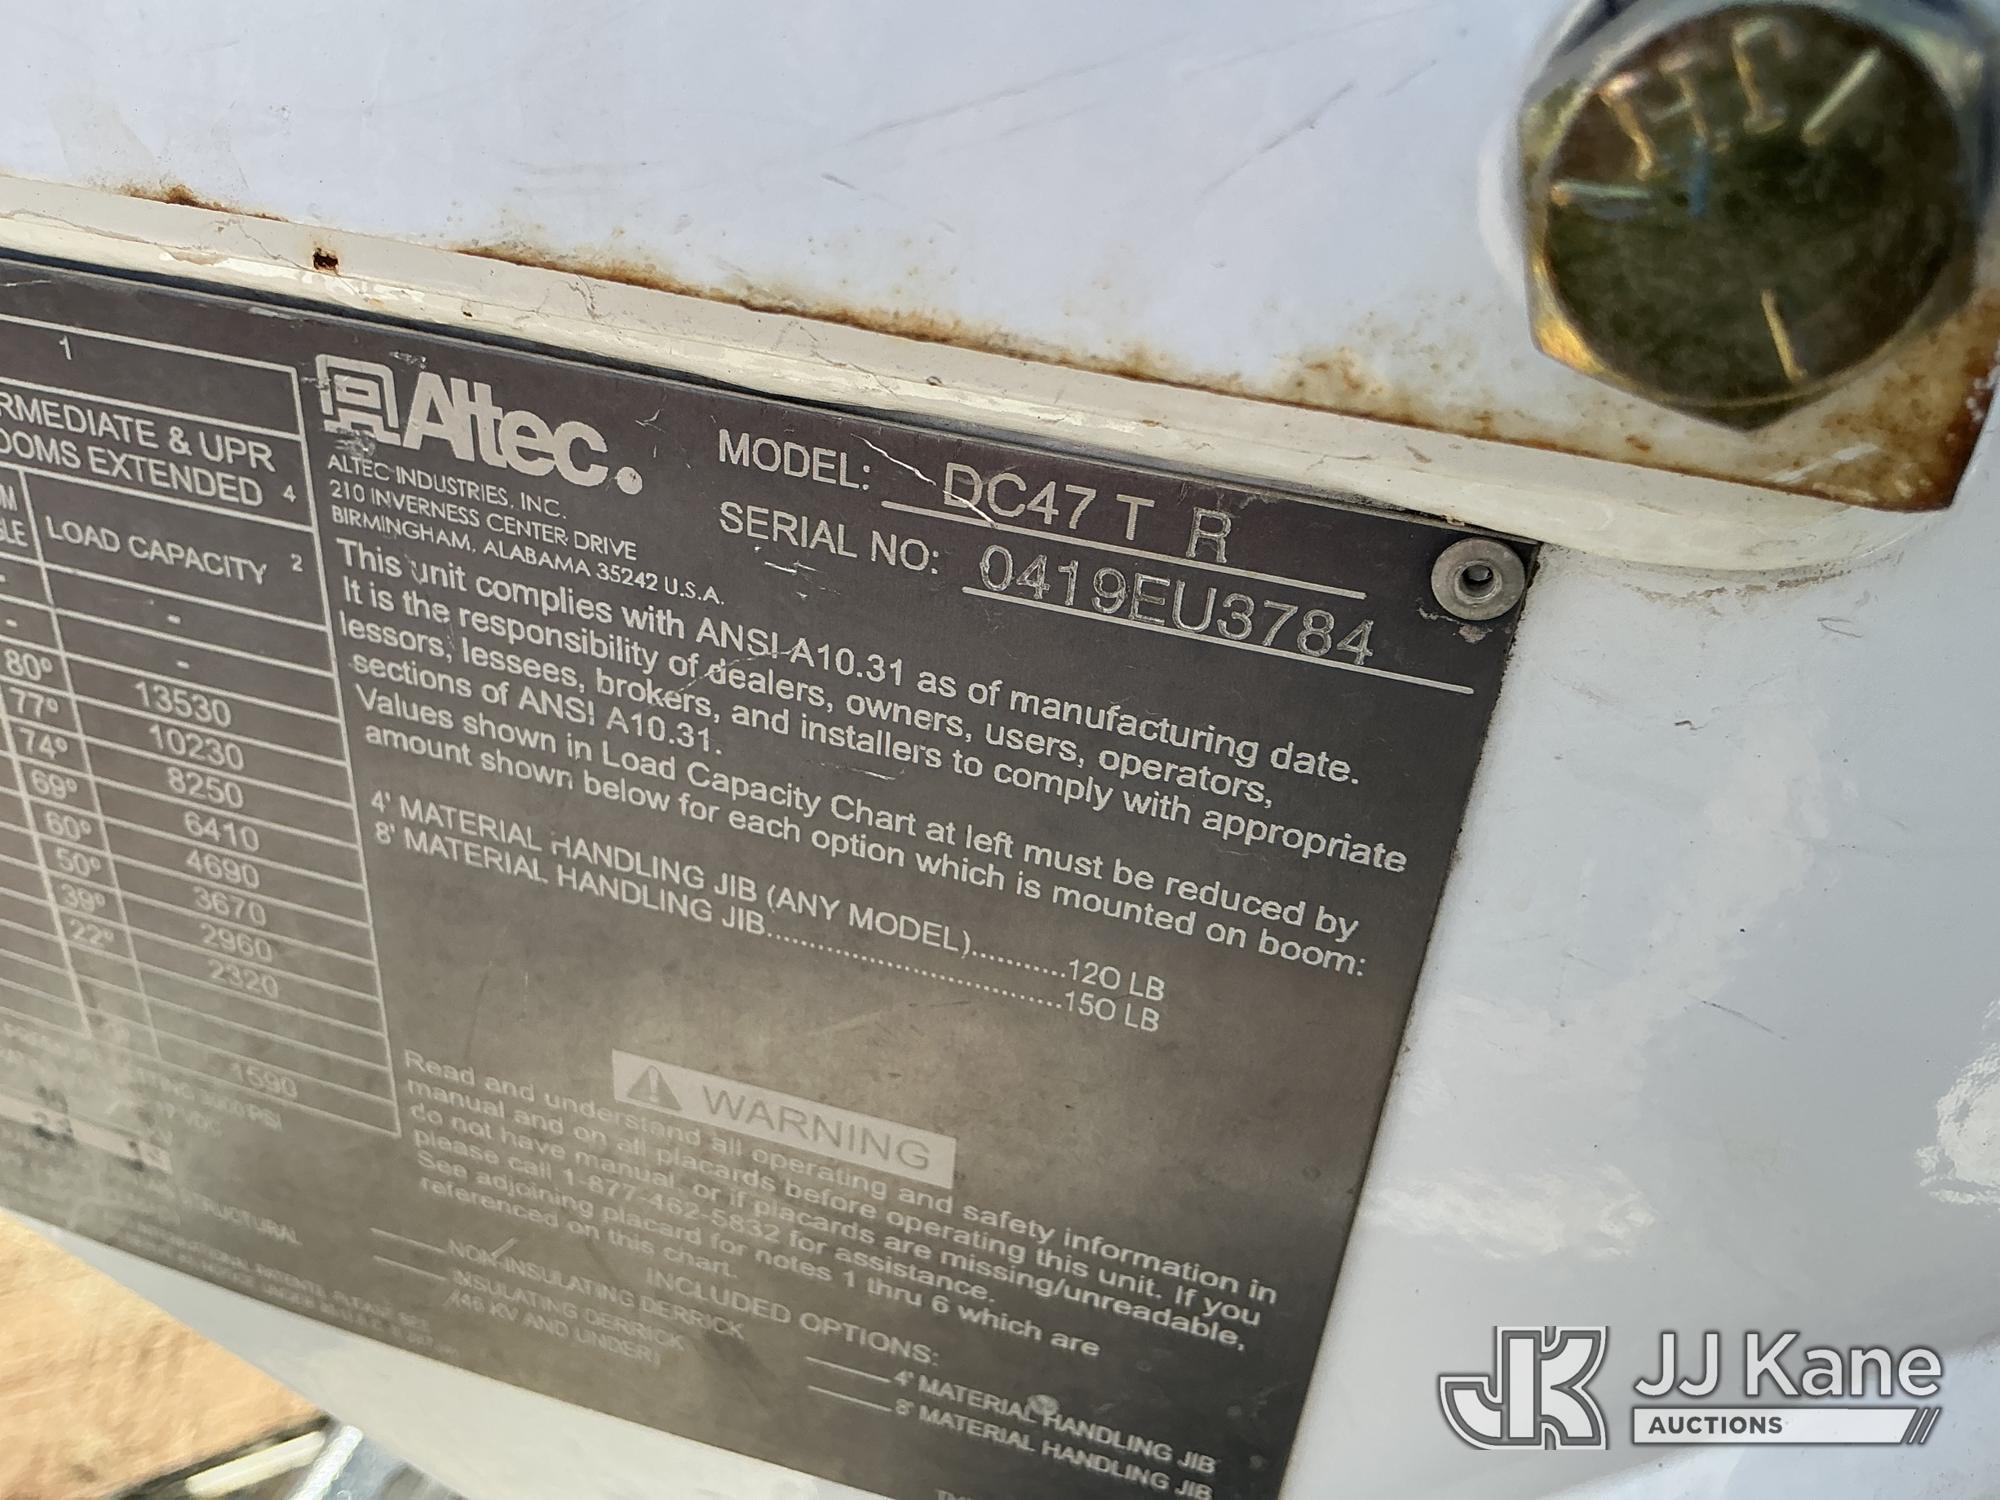 1
RMEDIATE & UPR
OOMS EXTENDED 4
LOAD CAPACITY 2
-
- -
80° 13530
77° 10230
74° 8250
69° 6410
60° 4690
50° 3670
39° 2960
22° 2320
1590
Altec.
ALTEC INDUSTRIES, INC.
210 INVERNESS CENTER DRIVE
BIRMINGHAM, ALABAMA 35242 U.S.A.
MODEL: DC47 T R
SERIAL NO: 0419EU3784
This unit complies with ANSI A10.31 as of manufacturing date.
It is the responsibility of dealers, owners, users, operators,
lessors, lessees, brokers, and installers to comply with appropriate
sections of ANSI A10.31.
Values shown in Load Capacity Chart at left must be reduced by
amount shown below for each option which is mounted on boom:
4' MATERIAL HANDLING JIB (ANY MODEL)...........120 LB
8' MATERIAL HANDLING JIB...................................150 LB
WARNING
Read and understand all operating and safety information in
manual and on all placards before operating this unit. If you
do not have manual, or if placards are missing/unreadable,
please call 1-877-462-5832 for assistance.
See adjoining placard for notes 1 thru 6 which are
referenced on this chart.
INCLUDED OPTIONS:
NON-INSULATING DERRICK
INSULATING DERRICK
(46 KV AND UNDER)
4' MATERIAL HANDLING JIB
8' MATERIAL HANDLING JIB
STRUCTURAL
JK JJ Kane
AUCTIONS